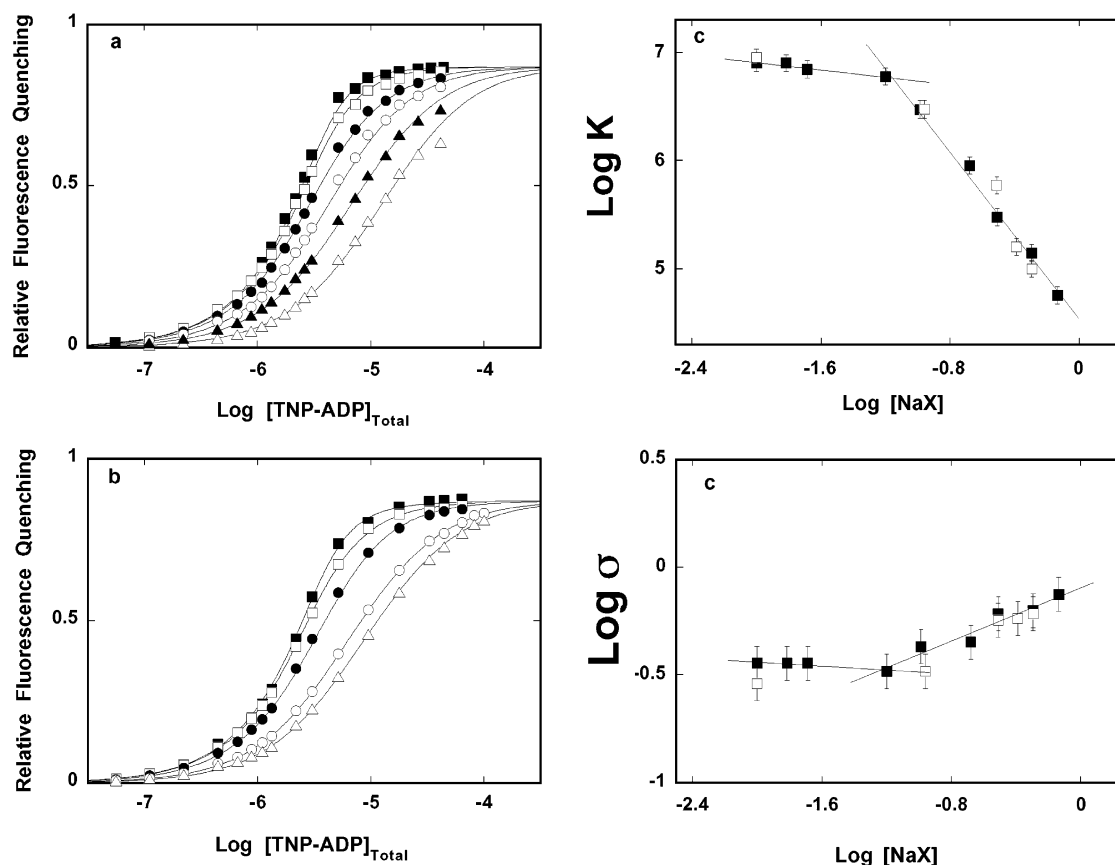 a
1
0.5
0
Relative Fluorescence Quenching
-7
-6
-5
-4
Log [TNP-ADP]Total
c
7
6
5
Log K
-2.4
-1.6
-0.8
0
Log [NaX]
b
1
0.5
0
Relative Fluorescence Quenching
-7
-6
-5
-4
Log [TNP-ADP]Total
c
0.5
0
-0.5
-1
Log σ
-2.4
-1.6
-0.8
0
Log [NaX]